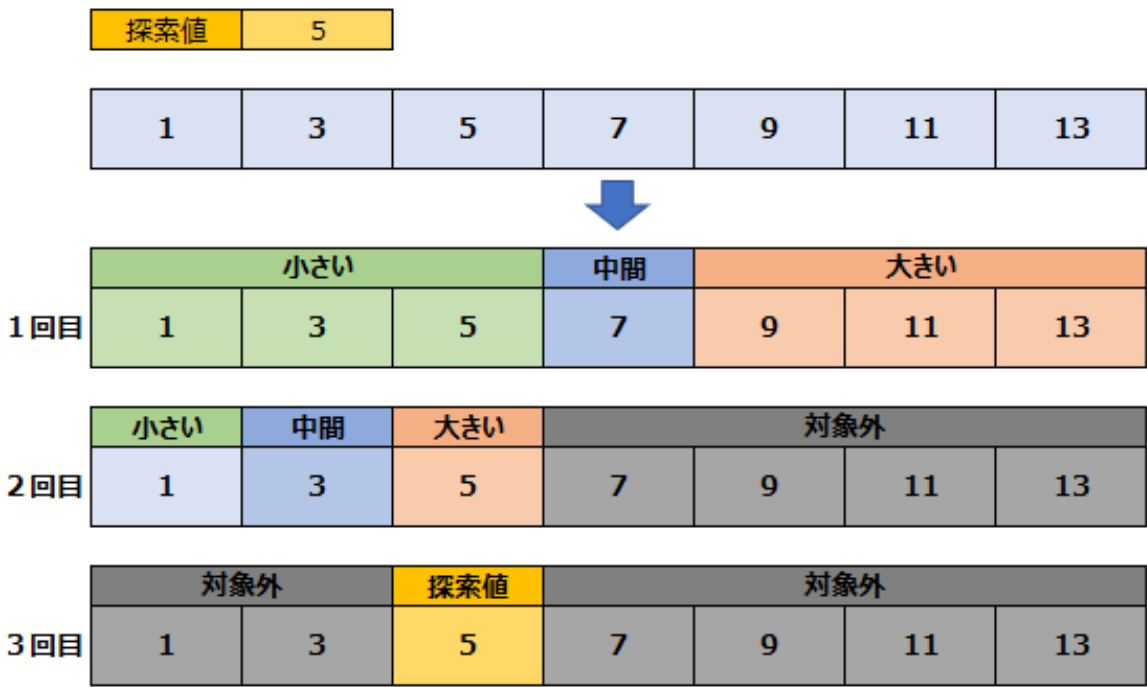 探索値 5
1 3 5 7 9 11 13
小さい 中間 大きい
1回目 1 3 5 7 9 11 13
小さい 中間 大きい 対象外
2回目 1 3 5 7 9 11 13
対象外 探索値 対象外
3回目 1 3 5 7 9 11 13